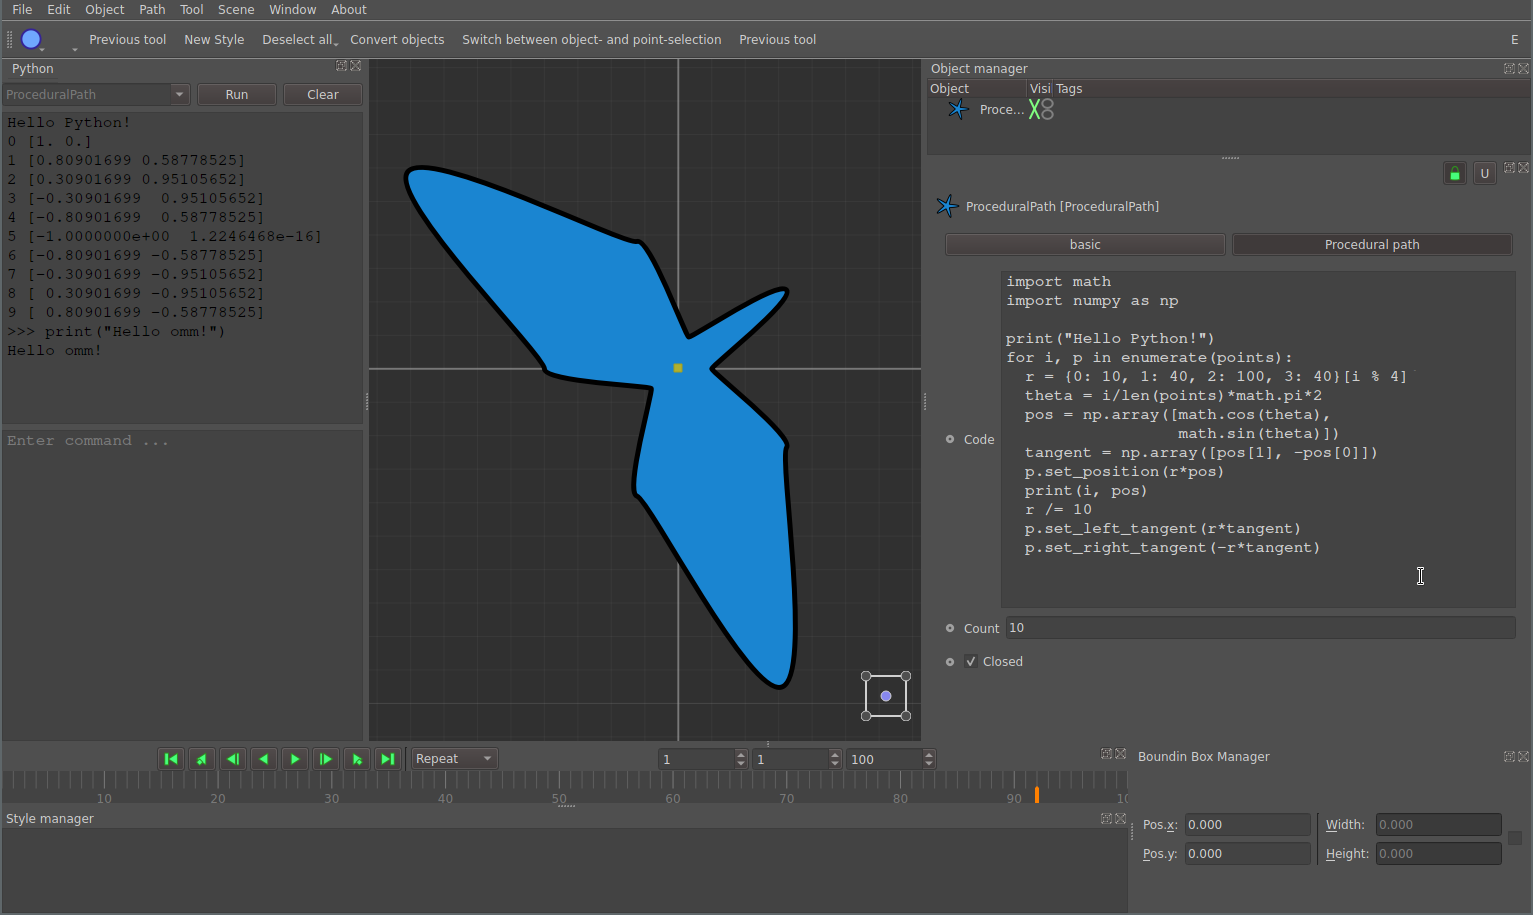 File Edit Object Path Tool Scene Window About
Previous tool New Style Deselect all Convert objects Switch between object- and point-selection Previous tool E
Python
ProceduralPath Run Clear
Hello Python!
0 [1. 0.]
1 [0.80901699 0.58778525]
2 [0.30901699 0.95105652]
3 [-0.30901699  0.95105652]
4 [-0.80901699  0.58778525]
5 [-1.0000000e+00  1.2246468e-16]
6 [-0.80901699 -0.58778525]
7 [-0.30901699 -0.95105652]
8 [ 0.30901699 -0.95105652]
9 [ 0.80901699 -0.58778525]
>>> print("Hello omm!")
Hello omm!
Enter command ...
Object manager
Object Visi Tags
Proce...
U
ProceduralPath [ProceduralPath]
basic Procedural path
Code
import math
import numpy as np
print("Hello Python!")
for i, p in enumerate(points):
  r = {0: 10, 1: 40, 2: 100, 3: 40}[i % 4]
  theta = i/len(points)*math.pi*2
  pos = np.array([math.cos(theta),
                  math.sin(theta)])
  tangent = np.array([pos[1], -pos[0]])
  p.set_position(r*pos)
  print(i, pos)
  r /= 10
  p.set_left_tangent(r*tangent)
  p.set_right_tangent(-r*tangent)
Count 10
Closed
Repeat 1 1 100
10 20 30 40 50 60 70 80 90 10
Style manager
Boundin Box Manager
Pos.x: 0.000 Width: 0.000
Pos.y: 0.000 Height: 0.000